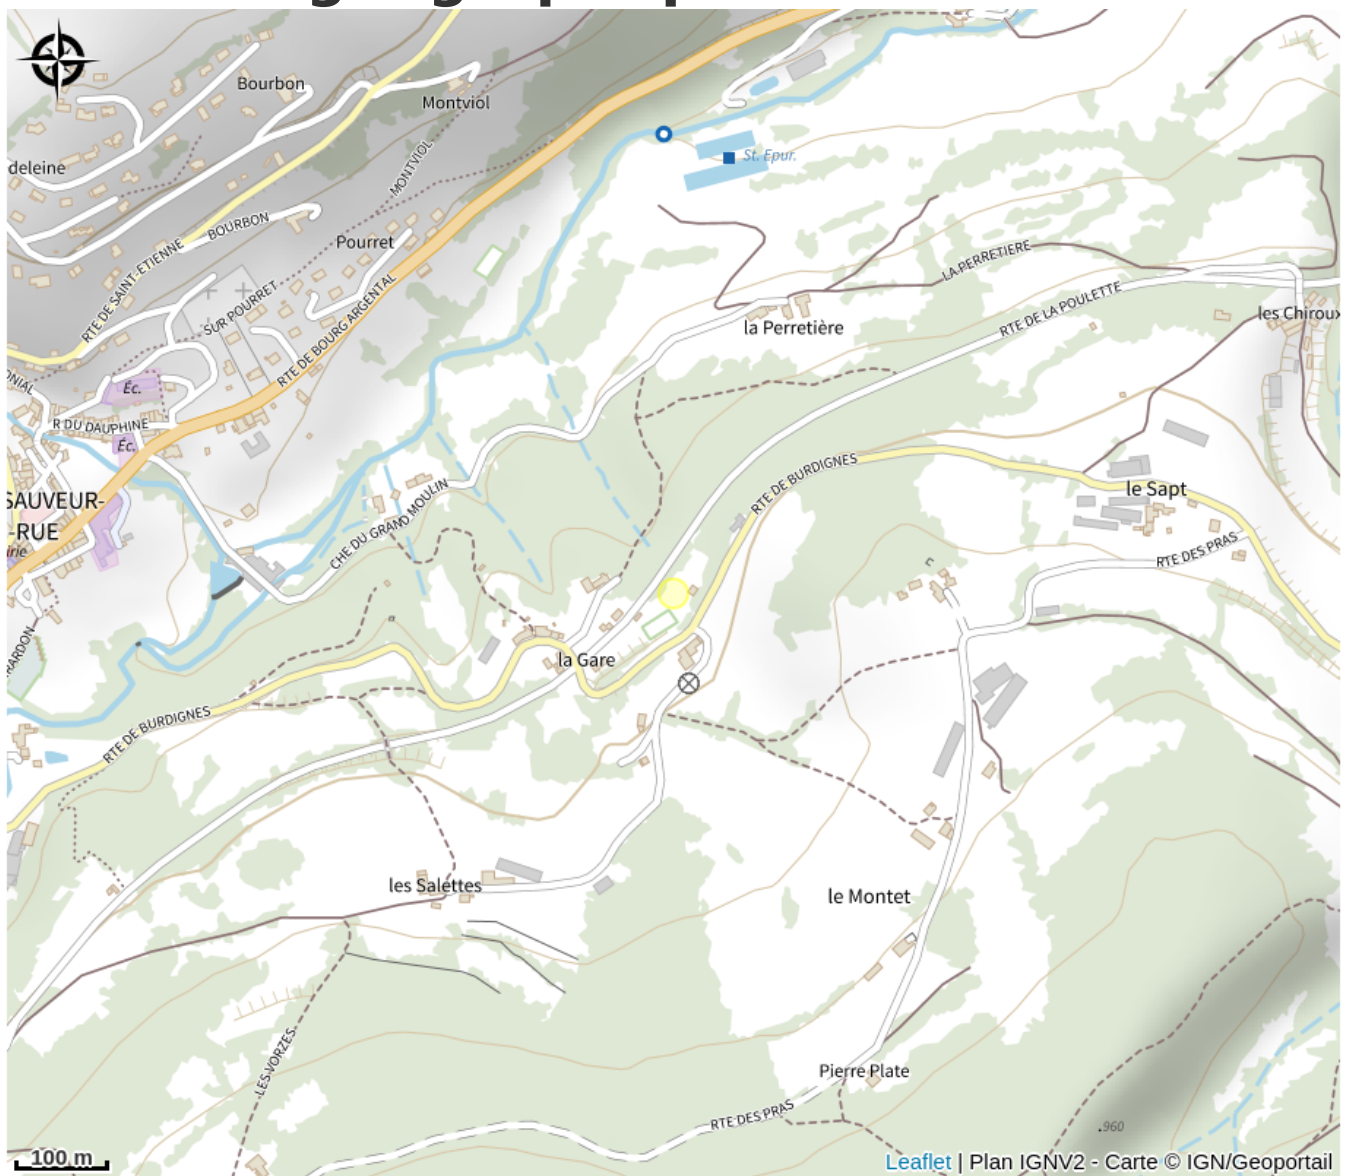 Bourbon
Montviol
deleine
St. Epur.
MONTVIOL
BOURBON
Pourret
RTE DE SAINT-ETIENNE
SUR POURRET
RTE DE BOURG ARGENTAL
LA PERRETIERE
RTE DE LA POULETTE
les Chiroux
la Perretière
ONIAL
Éc.
R DU DAUPHINE
Éc.
RTE DE BURDIGNES
le Sapt
SAUVEUR-
-RUE
irie
CHE DU GRAND MOULIN
RTE DES PRAS
la Gare
RTE DE BURDIGNES
les Salettes
le Montet
LES VORZES
Pierre Plate
RTE DES PRAS
.960
100 m
Leaflet | Plan IGNV2 - Carte © IGN/Geoportail